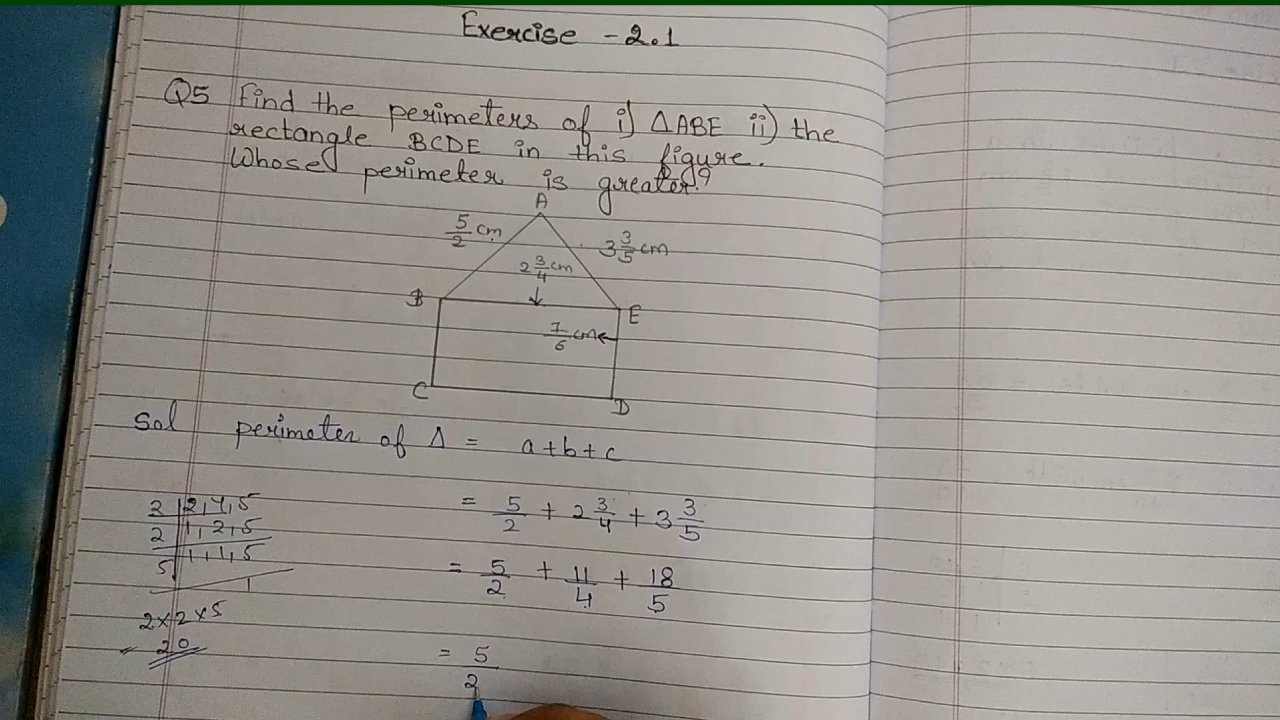 Exercise - 2.1
Q5 Find the perimeters of i) ΔABE ii) the
rectangle BCDE in this figure.
Whose perimeter is greater?
A
5/2 cm
3 3/5 cm
2 3/4 cm
B
E
7/6 cm
C
D
Sol perimeter of Δ = a+b+c
2 | 2, 4, 5
2 | 1, 2, 5
5 | 1, 1, 5
1
2×2×5
= 20
= 5/2 + 2 3/4 + 3 3/5
= 5/2 + 11/4 + 18/5
= 5/2